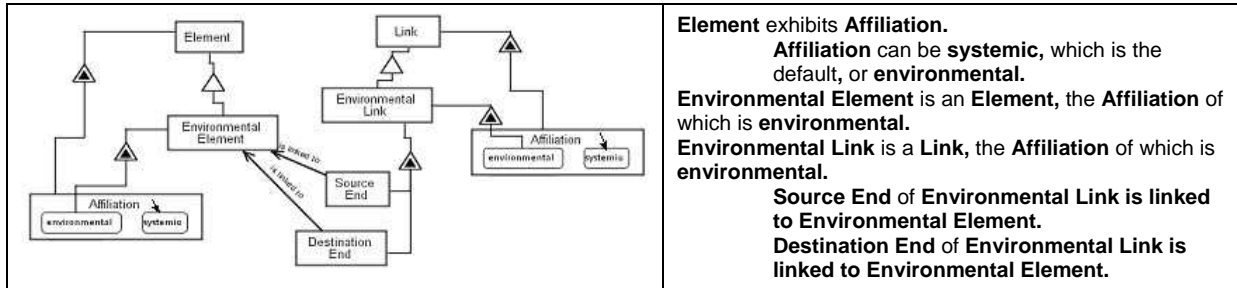 Element
Link
Environmental
Element
Environmental
Link
is linked to
is linked to
Source
End
Destination
End
Affiliation
environmental
systemic
Affiliation
environmental
systemic
Element exhibits Affiliation.
Affiliation can be systemic, which is the
default, or environmental.
Environmental Element is an Element, the Affiliation of
which is environmental.
Environmental Link is a Link, the Affiliation of which is
environmental.
Source End of Environmental Link is linked
to Environmental Element.
Destination End of Environmental Link is
linked to Environmental Element.